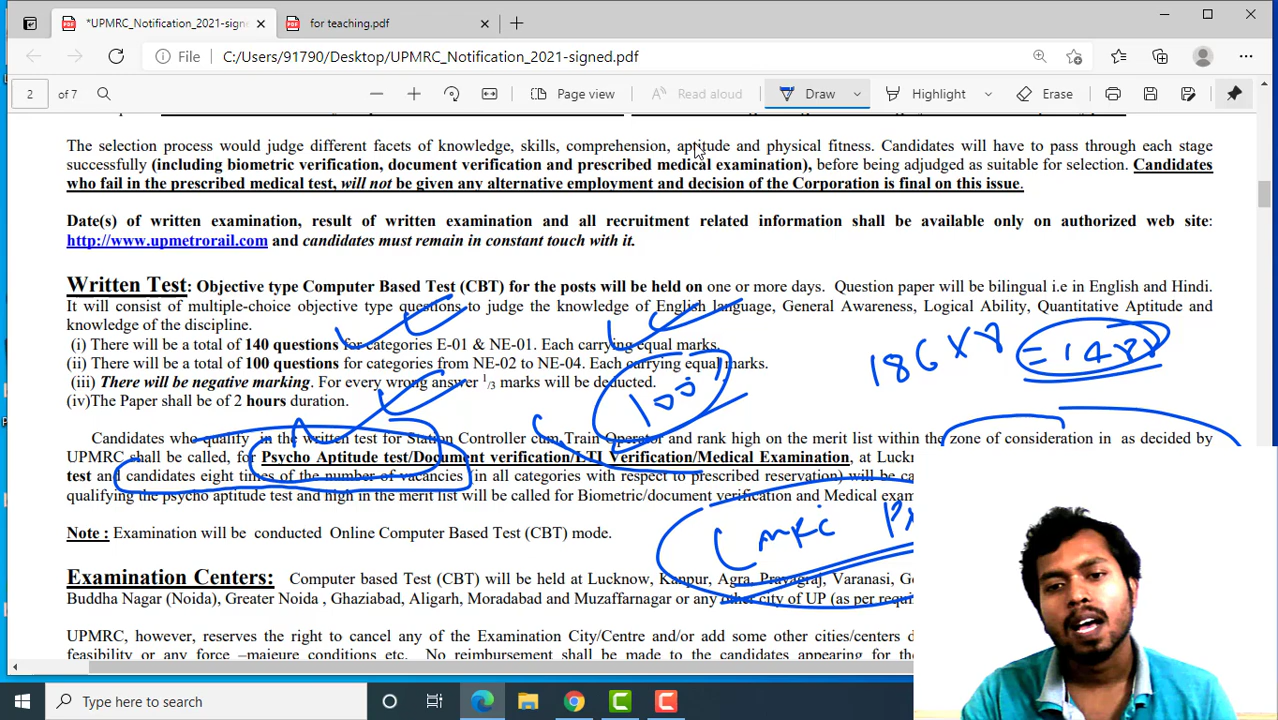 *UPMRC_Notification_2021-signe
for teaching.pdf
File C:/Users/91790/Desktop/UPMRC_Notification_2021-signed.pdf
2 of 7 Page view Read aloud Draw Highlight Erase
The selection process would judge different facets of knowledge, skills, comprehension, aptitude and physical fitness. Candidates will have to pass through each stage
successfully (including biometric verification, document verification and prescribed medical examination), before being adjudged as suitable for selection. Candidates
who fail in the prescribed medical test, will not be given any alternative employment and decision of the Corporation is final on this issue.
Date(s) of written examination, result of written examination and all recruitment related information shall be available only on authorized web site:
http://www.upmetrorail.com and candidates must remain in constant touch with it.
Written Test: Objective type Computer Based Test (CBT) for the posts will be held on one or more days. Question paper will be bilingual i.e in English and Hindi.
It will consist of multiple-choice objective type questions to judge the knowledge of English language, General Awareness, Logical Ability, Quantitative Aptitude and
knowledge of the discipline.
(i) There will be a total of 140 questions for categories E-01 & NE-01. Each carrying equal marks.
(ii) There will be a total of 100 questions for categories from NE-02 to NE-04. Each carrying equal marks.
186 x 8 = 1488
(iii) There will be negative marking. For every wrong answer 1/3 marks will be deducted.
100
(iv)The Paper shall be of 2 hours duration.
Candidates who qualify in the written test for Station Controller cum Train Operator and rank high on the merit list within the zone of consideration in as decided by
UPMRC shall be called, for Psycho Aptitude test/Document verification/LTI Verification/Medical Examination, at Luckn
test and candidates eight times of the number of vacancies in all categories with respect to prescribed reservation) will be ca
qualifying the psycho aptitude test and high in the merit list will be called for Biometric/document verification and Medical exam
Note : Examination will be conducted Online Computer Based Test (CBT) mode.
Examination Centers: Computer based Test (CBT) will be held at Lucknow, Kanpur, Agra, Prayagraj, Varanasi, Go
Buddha Nagar (Noida), Greater Noida , Ghaziabad, Aligarh, Moradabad and Muzaffarnagar or any other city of UP (as per requir
UPMRC, however, reserves the right to cancel any of the Examination City/Centre and/or add some other cities/centers d
feasibility or any force –majeure conditions etc. No reimbursement shall be made to the candidates appearing for the
Type here to search